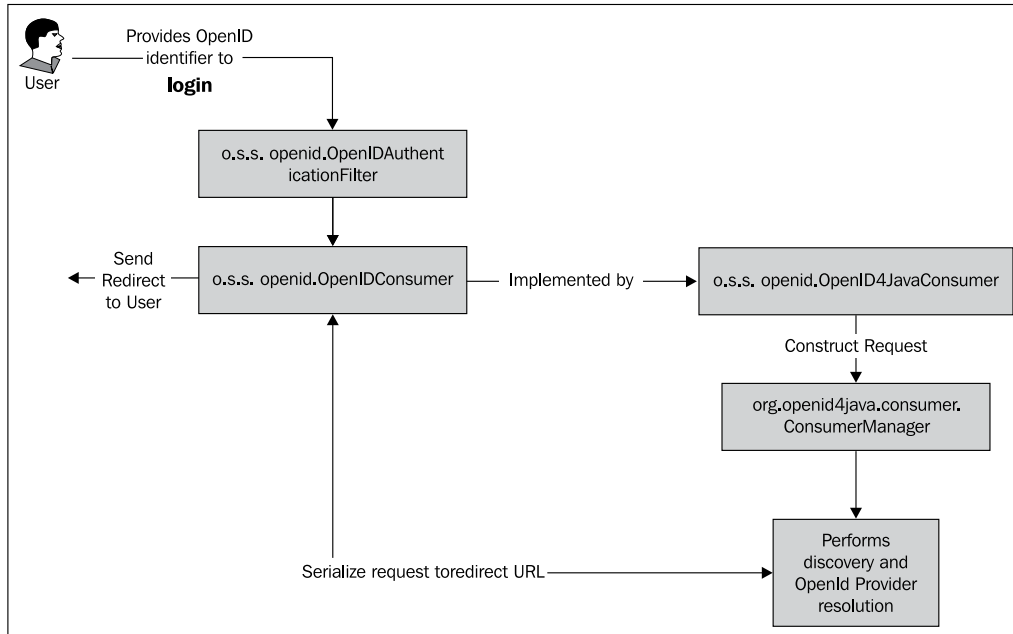 Provides OpenID
identifier to
login
User
o.s.s. openid.OpenIDAuthent
icationFilter
Send
Redirect
to User
o.s.s. openid.OpenIDConsumer
Implemented by
o.s.s. openid.OpenID4JavaConsumer
Construct Request
org.openid4java.consumer.
ConsumerManager
Performs
discovery and
OpenId Provider
resolution
Serialize request toredirect URL